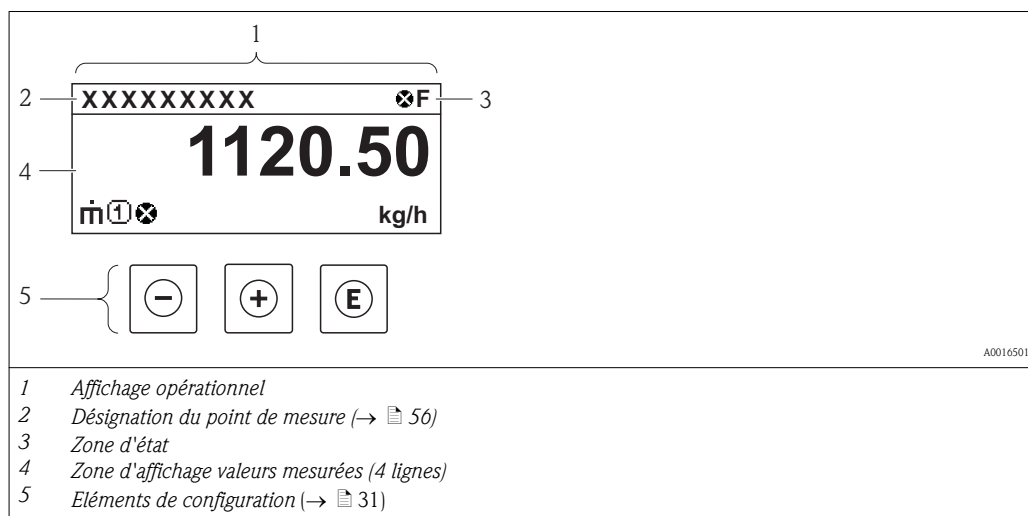 1
2
XXXXXXXXX
F
3
4
1120.50
ṁ 1
kg/h
5
E
A0016501
1 Affichage opérationnel
2 Désignation du point de mesure (→ 56)
3 Zone d'état
4 Zone d'affichage valeurs mesurées (4 lignes)
5 Eléments de configuration (→ 31)